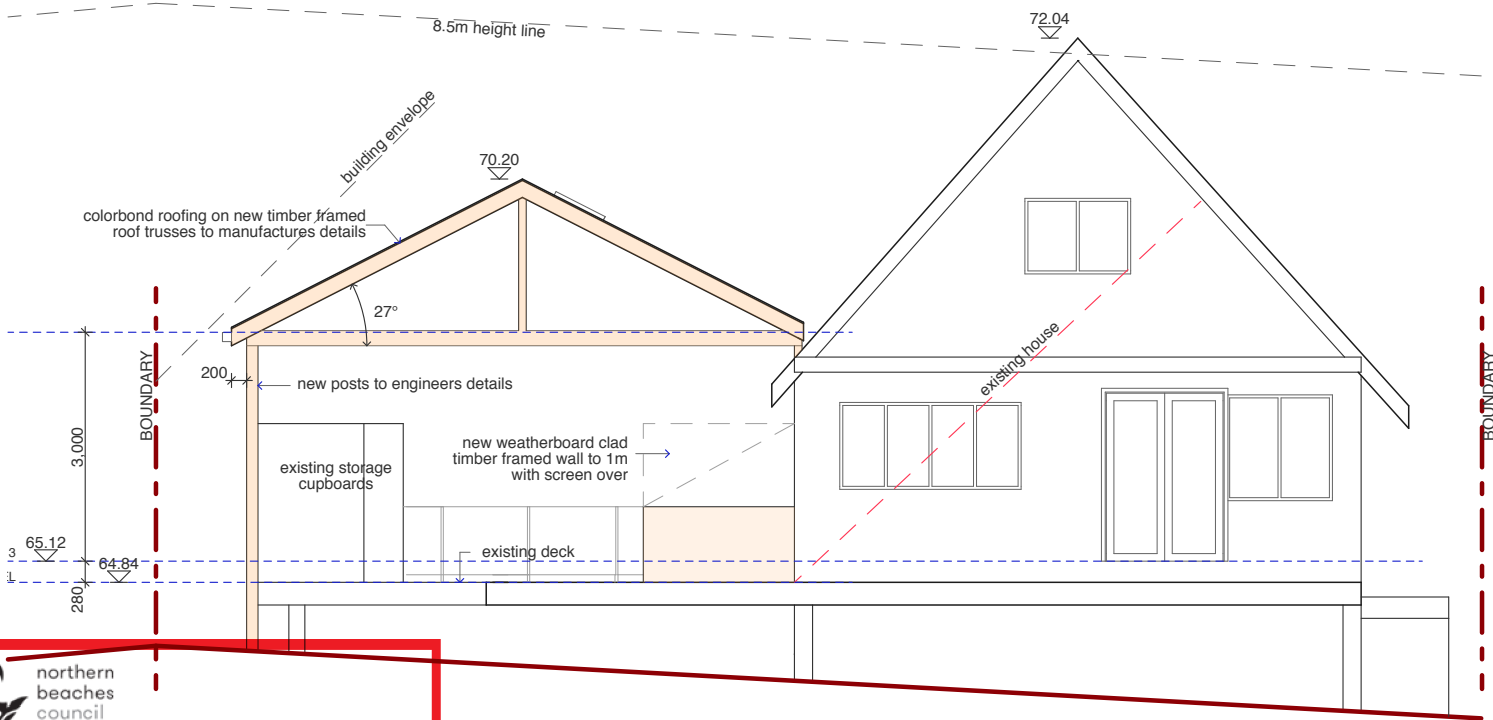 8.5m height line
72.04
building envelope
70.20
colorbond roofing on new timber framed
roof trusses to manufactures details
27°
BOUNDARY
200
new posts to engineers details
existing house
BOUNDARY
3,000
new weatherboard clad
timber framed wall to 1m
with screen over
existing storage
cupboards
65.12
3
existing deck
64.84
280
northern
beaches
council